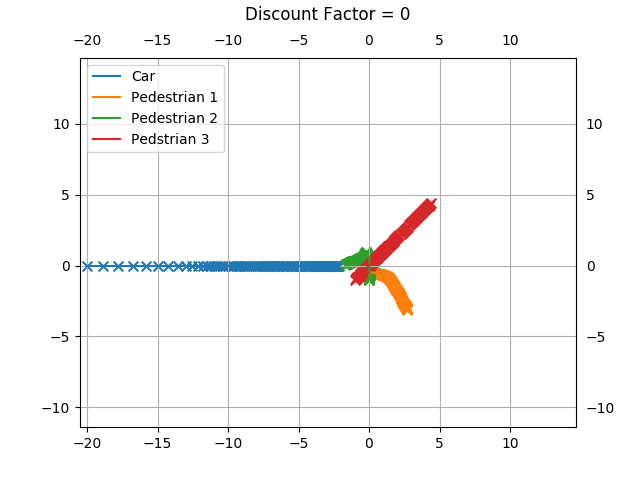 Discount Factor = 0
−20 −15 −10 −5 0 5 10
Car
Pedestrian 1
Pedestrian 2
Pedstrian 3
10 10
5 5
0 0
−5 −5
−10 −10
−20 −15 −10 −5 0 5 10